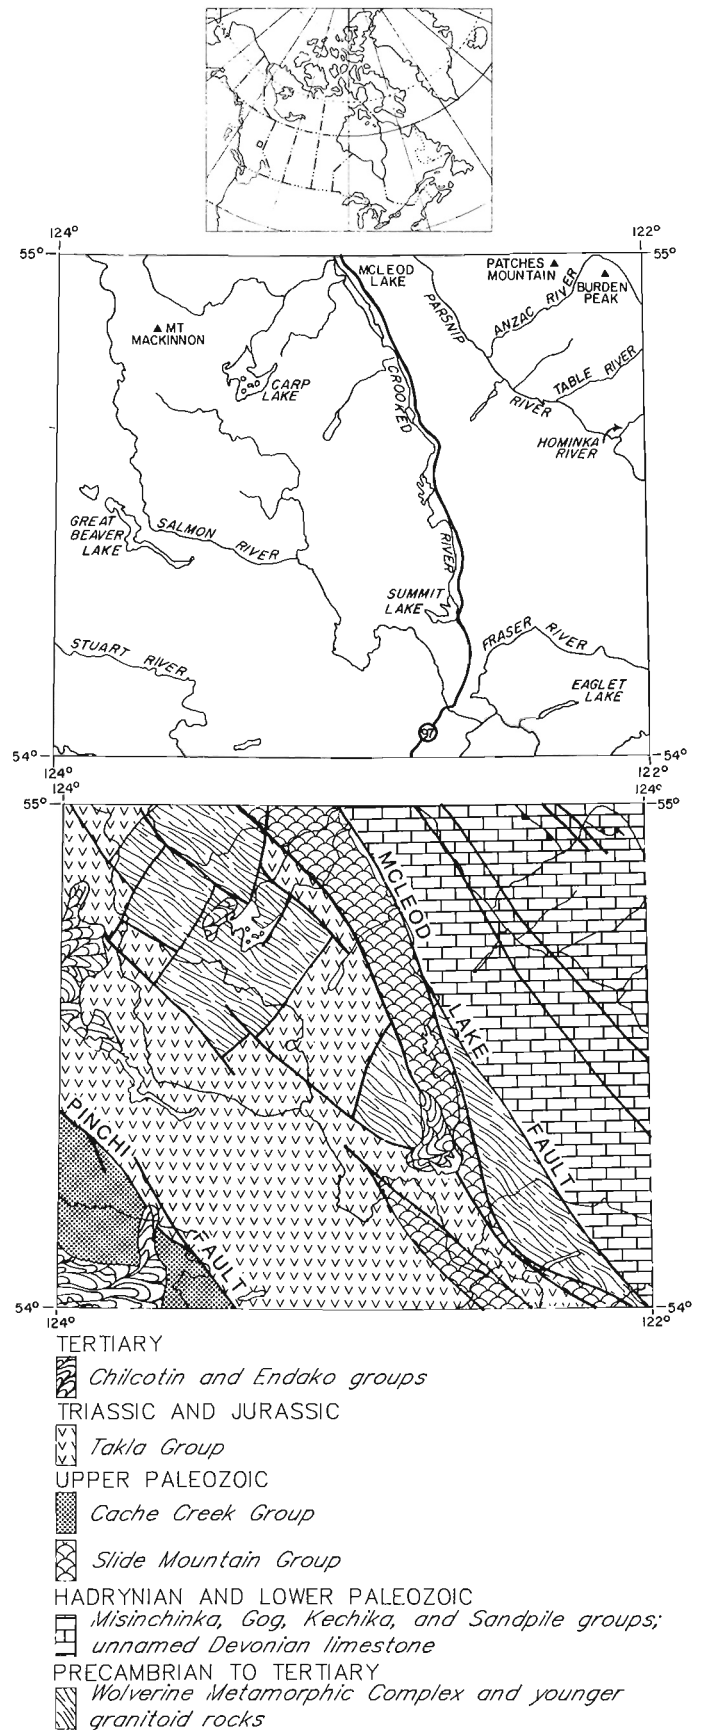 124°
122°
55°
55°
MCLEOD
LAKE
PATCHES
MOUNTAIN
BURDEN
PEAK
ANZAC RIVER
PARSNIP
RIVER
MT
MACKINNON
CARP
LAKE
CROOKED
RIVER
TABLE RIVER
HOMINKA
RIVER
GREAT
BEAVER
LAKE
SALMON RIVER
SUMMIT
LAKE
STUART RIVER
FRASER RIVER
EAGLET
LAKE
97
54°
54°
124°
122°
124°
124°
55°
55°
MCLEOD LAKE FAULT
PINCHI FAULT
54°
54°
124°
122°
TERTIARY
Chilcotin and Endako groups
TRIASSIC AND JURASSIC
Takla Group
UPPER PALEOZOIC
Cache Creek Group
Slide Mountain Group
HADRYNIAN AND LOWER PALEOZOIC
Misinchinka, Gog, Kechika, and Sandpile groups;
unnamed Devonian limestone
PRECAMBRIAN TO TERTIARY
Wolverine Metamorphic Complex and younger
granitoid rocks